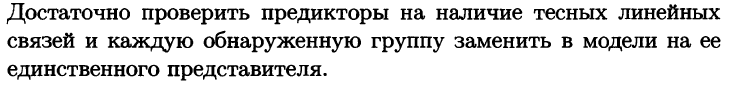 Достаточно проверить предикторы на наличие тесных линейных
связей и каждую обнаруженную группу заменить в модели на ее
единственного представителя.